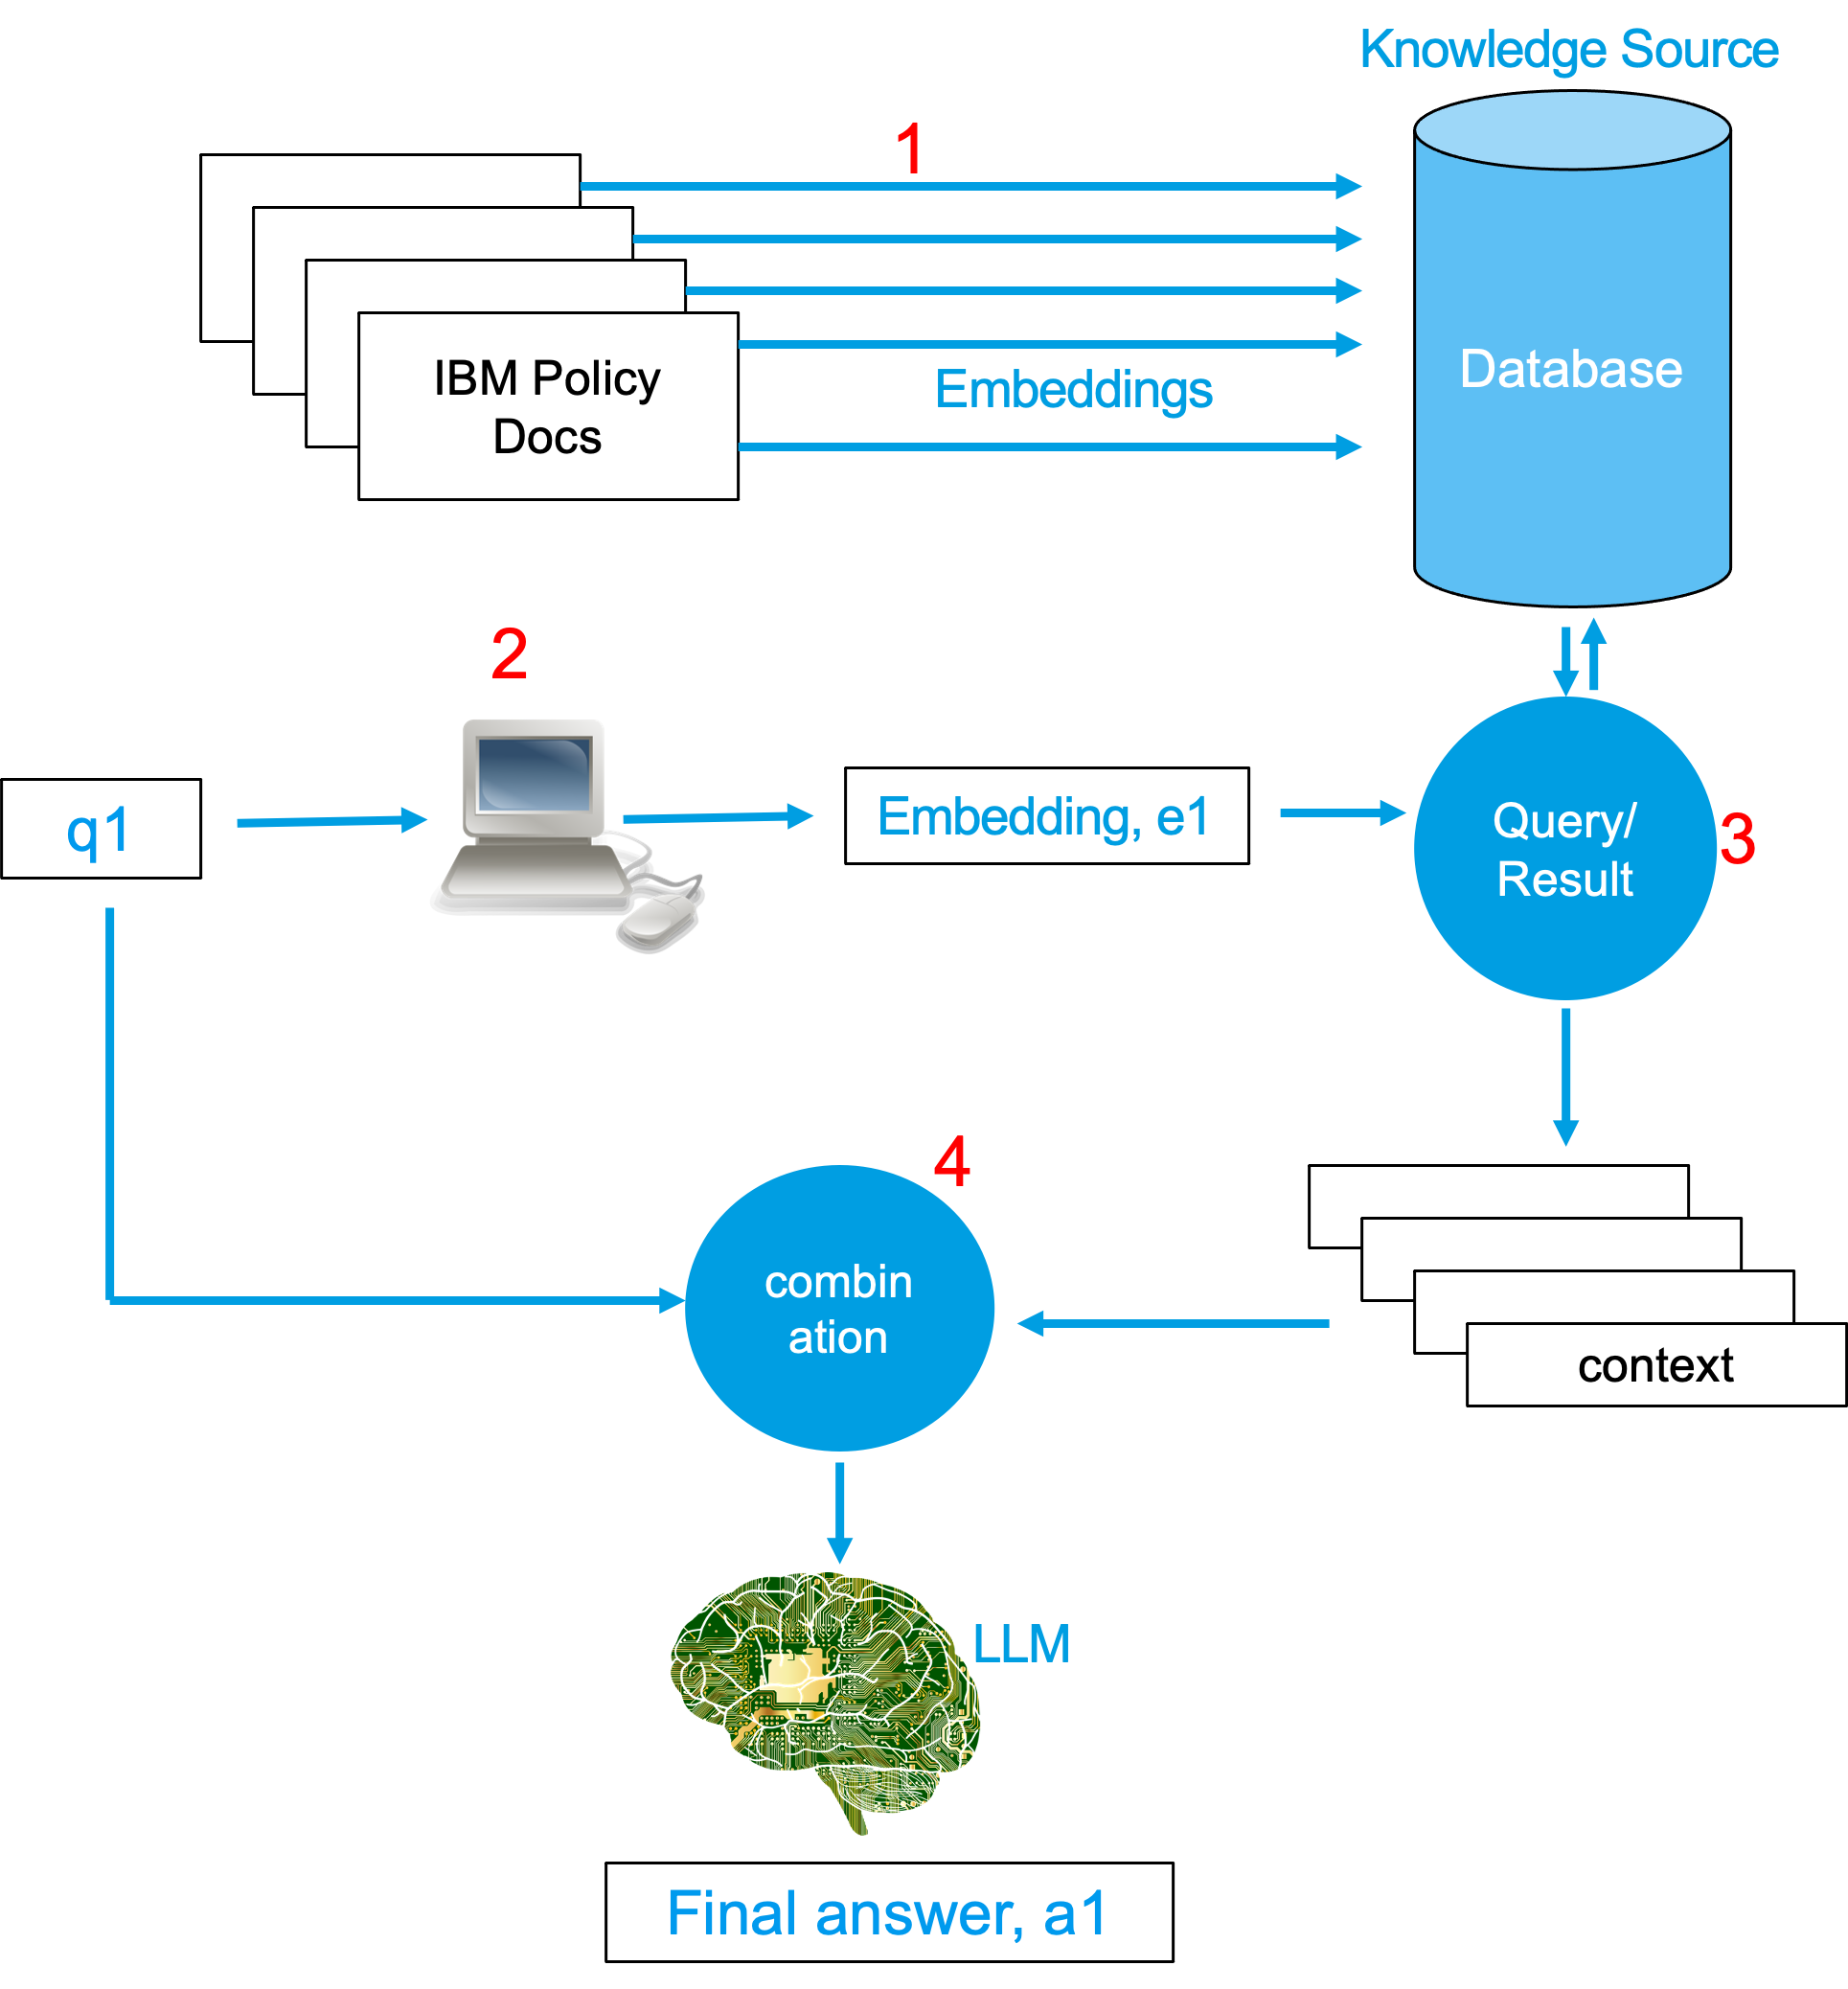 Knowledge Source
1
IBM Policy
Docs
Embeddings
Database
2
q1
Embedding, e1
Query/
Result
3
4
combin
ation
context
LLM
Final answer, a1